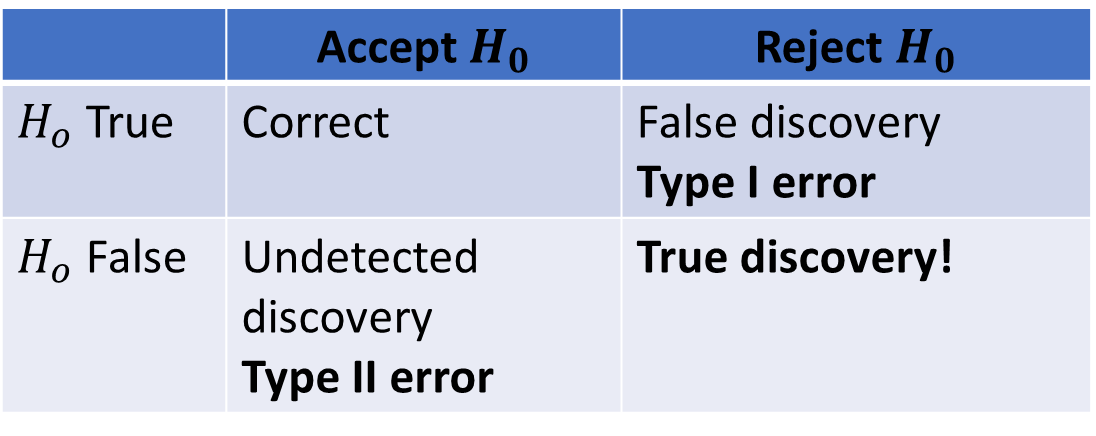 Accept H₀ Reject H₀
Hₒ True Correct False discovery
Type I error
Hₒ False Undetected True discovery!
discovery
Type II error